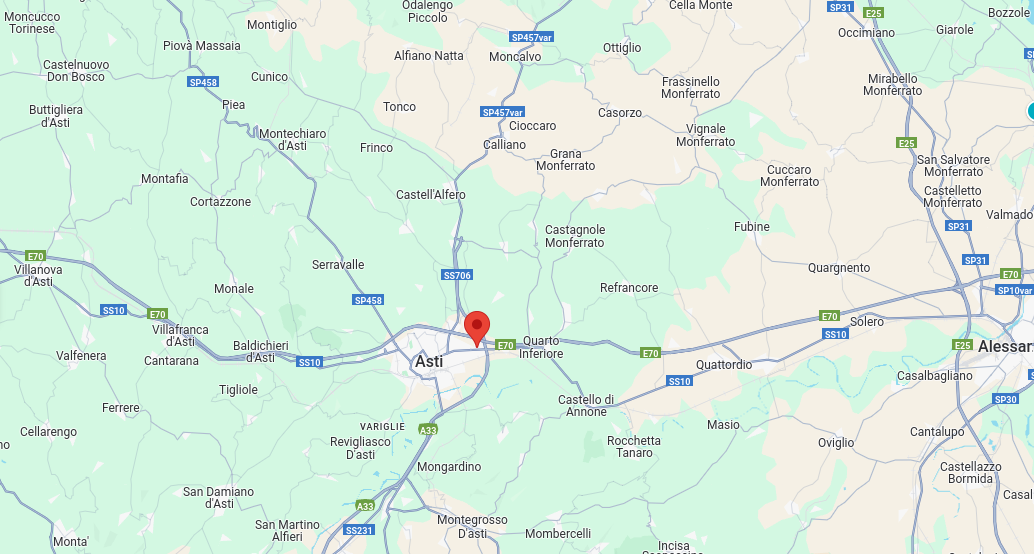 Odalengo
Piccolo
Cella Monte
SP31
E25
Bozzole
Moncucco
Torinese
Montiglio
Occimiano
Giarole
SP457var
Piovà Massaia
Alfiano Natta
Moncalvo
Ottiglio
Castelnuovo
Don Bosco
SP458
Cunico
Frassinello
Monferrato
Mirabello
Monferrato
Buttigliera
d'Asti
Piea
Tonco
SP457var
Casorzo
Cioccaro
Montechiaro
d'Asti
Frinco
Calliano
Vignale
Monferrato
E25
Grana
Monferrato
San Salvatore
Monferrato
Montafia
Cuccaro
Monferrato
Cortazzone
Castell'Alfero
Castelletto
Monferrato
Valmado
Castagnole
Monferrato
Fubine
SP31
E70
Villanova
d'Asti
Serravalle
SS706
Quargnento
SP31
E70
Monale
SP458
Refrancore
SP10var
SS10
E70
Villafranca
d'Asti
E70
Solero
Baldichieri
d'Asti
SS10
Asti
E70
Quarto
Inferiore
E70
SS10
E25
Alessar
Valfenera
Cantarana
Quattordio
Casalbagliano
Tigliole
SS10
Ferrere
Castello di
Annone
SP30
Cellarengo
VARIGLIE
A33
Masio
Cantalupo
Revigliasco
D'asti
Rocchetta
Tanaro
Oviglio
Mongardino
Castellazzo
Bormida
San Damiano
d'Asti
A33
Casal
San Martino
Alfieri
SS231
Montegrosso
D'asti
Mombercelli
Monta'
Incisa